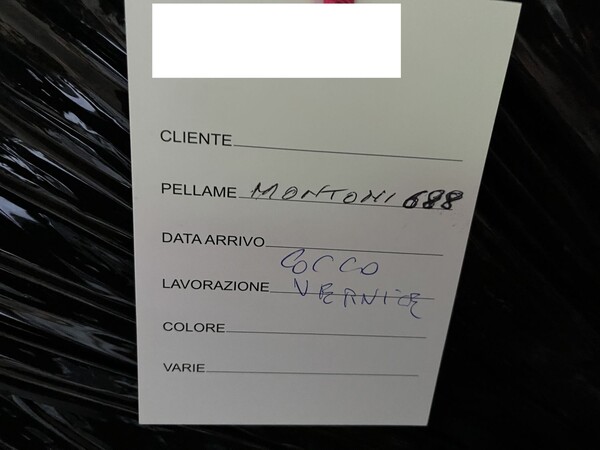 CLIENTE
PELLAME MONTONI 688
DATA ARRIVO
COCCO
LAVORAZIONE VERNICE
COLORE
VARIE